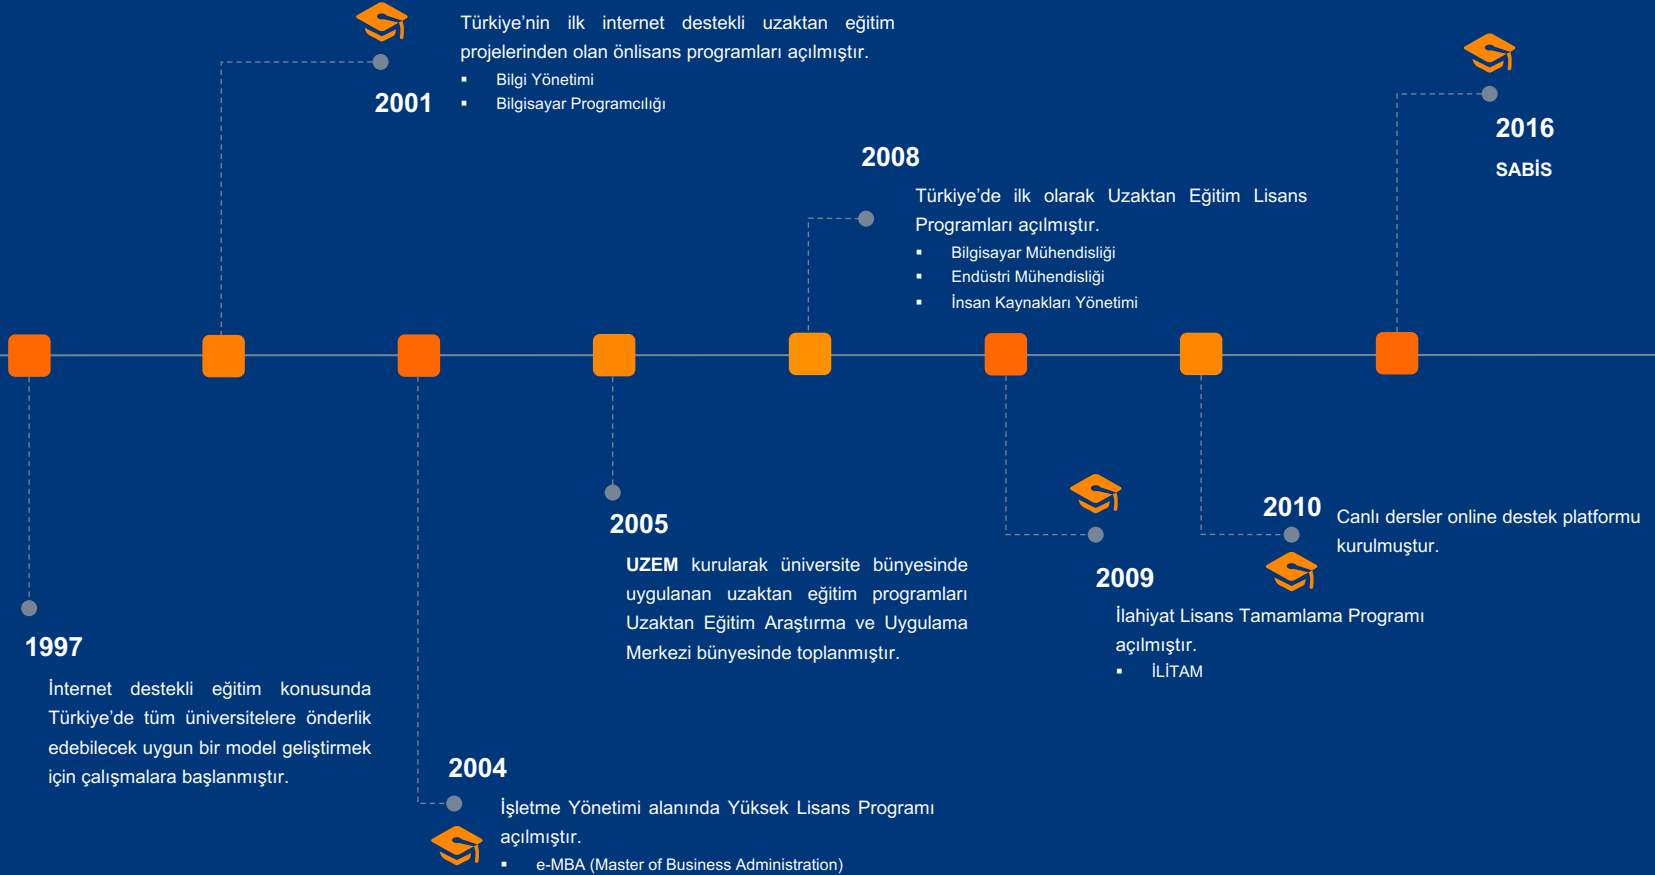 Türkiye’nin ilk internet destekli uzaktan eğitim
projelerinden olan önlisans programları açılmıştır.
▪ Bilgi Yönetimi
2001
▪ Bilgisayar Programcılığı
2016
SABİS
2008
Türkiye’de ilk olarak Uzaktan Eğitim Lisans
Programları açılmıştır.
▪ Bilgisayar Mühendisliği
▪ Endüstri Mühendisliği
▪ İnsan Kaynakları Yönetimi
1997
İnternet destekli eğitim konusunda
Türkiye’de tüm üniversitelere önderlik
edebilecek uygun bir model geliştirmek
için çalışmalara başlanmıştır.
2004
İşletme Yönetimi alanında Yüksek Lisans Programı
açılmıştır.
▪ e-MBA (Master of Business Administration)
2005
UZEM kurularak üniversite bünyesinde
uygulanan uzaktan eğitim programları
Uzaktan Eğitim Araştırma ve Uygulama
Merkezi bünyesinde toplanmıştır.
2009
İlahiyat Lisans Tamamlama Programı
açılmıştır.
▪ İLİTAM
2010
Canlı dersler online destek platformu
kurulmuştur.